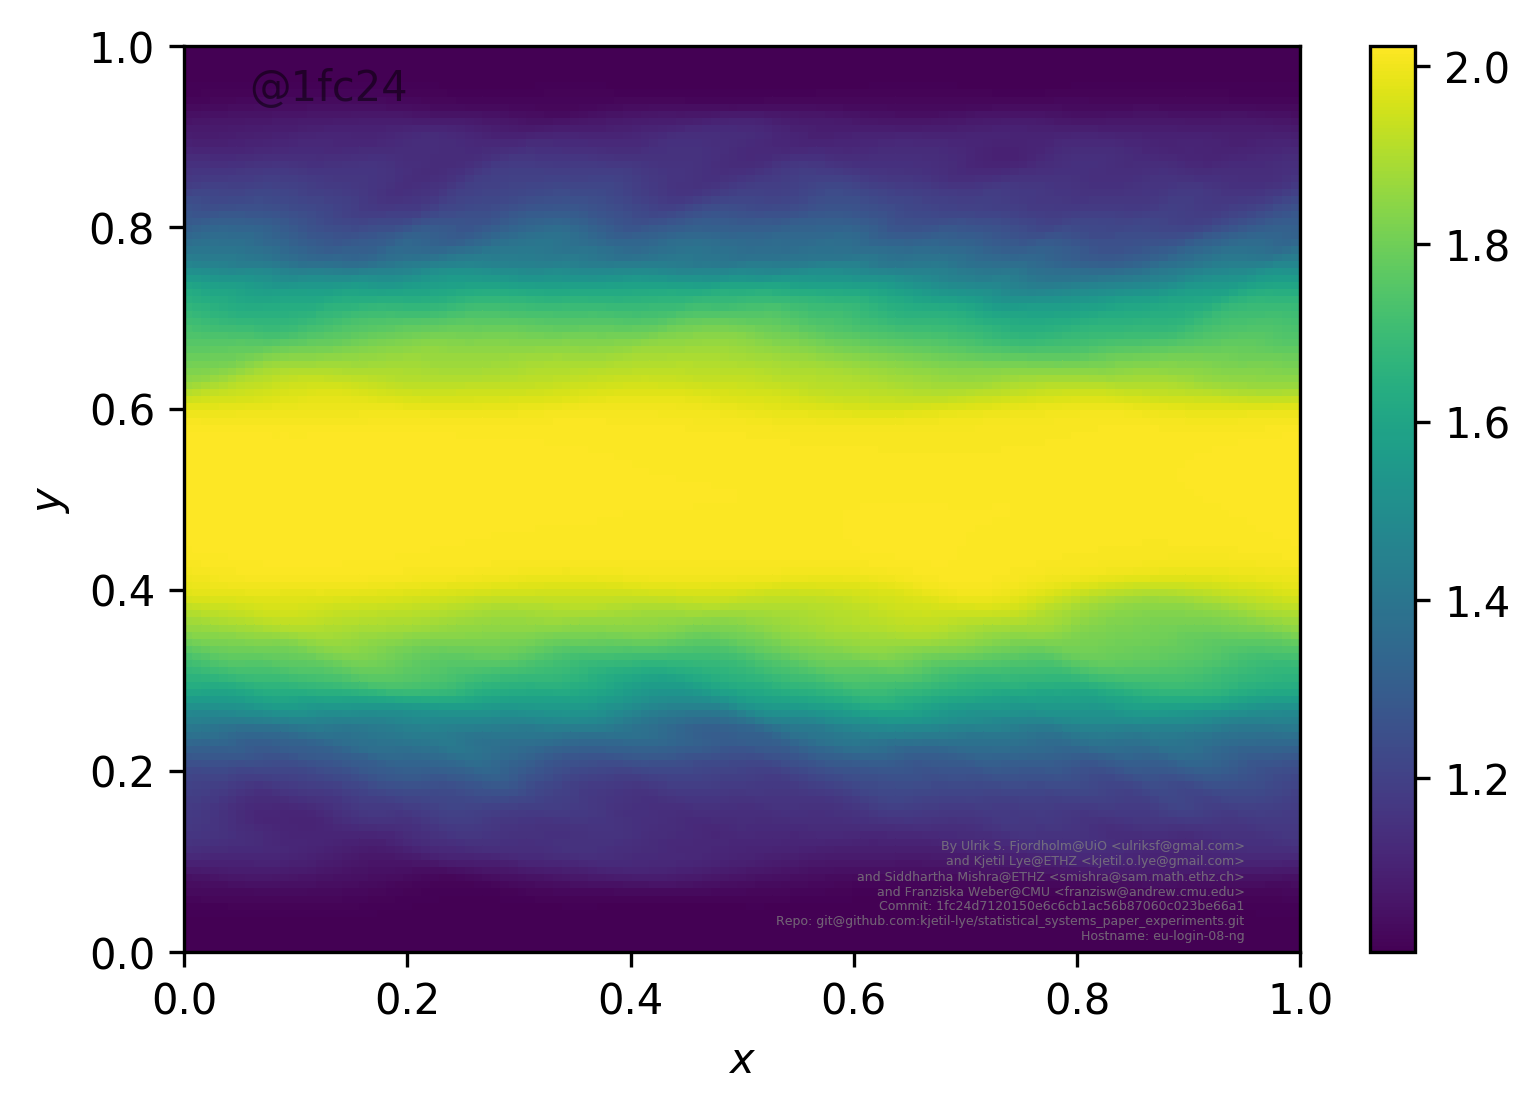 @1fc24
1.0
0.8
0.6
0.4
0.2
0.0
y
0.0 0.2 0.4 0.6 0.8 1.0
x
2.0
1.8
1.6
1.4
1.2
By Ulrik S. Fjordholm@UiO <ulriksf@gmal.com>
and Kjetil Lye@ETHZ <kjetil.o.lye@gmail.com>
and Siddhartha Mishra@ETHZ <smishra@sam.math.ethz.ch>
and Franziska Weber@CMU <franzisw@andrew.cmu.edu>
Commit: 1fc24d7120150e6c6cb1ac56b87060c023be66a1
Repo: git@github.com:kjetil-lye/statistical_systems_paper_experiments.git
Hostname: eu-login-08-ng